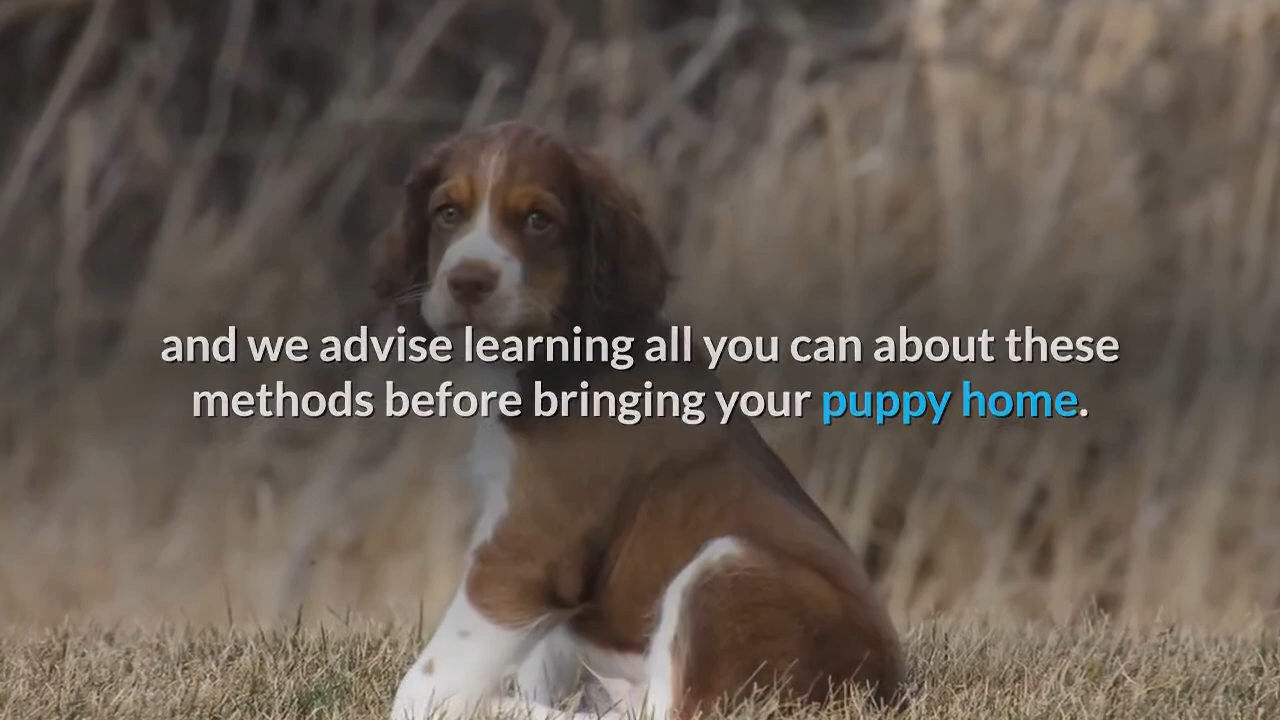 and we advise learning all you can about these
methods before bringing your puppy home.